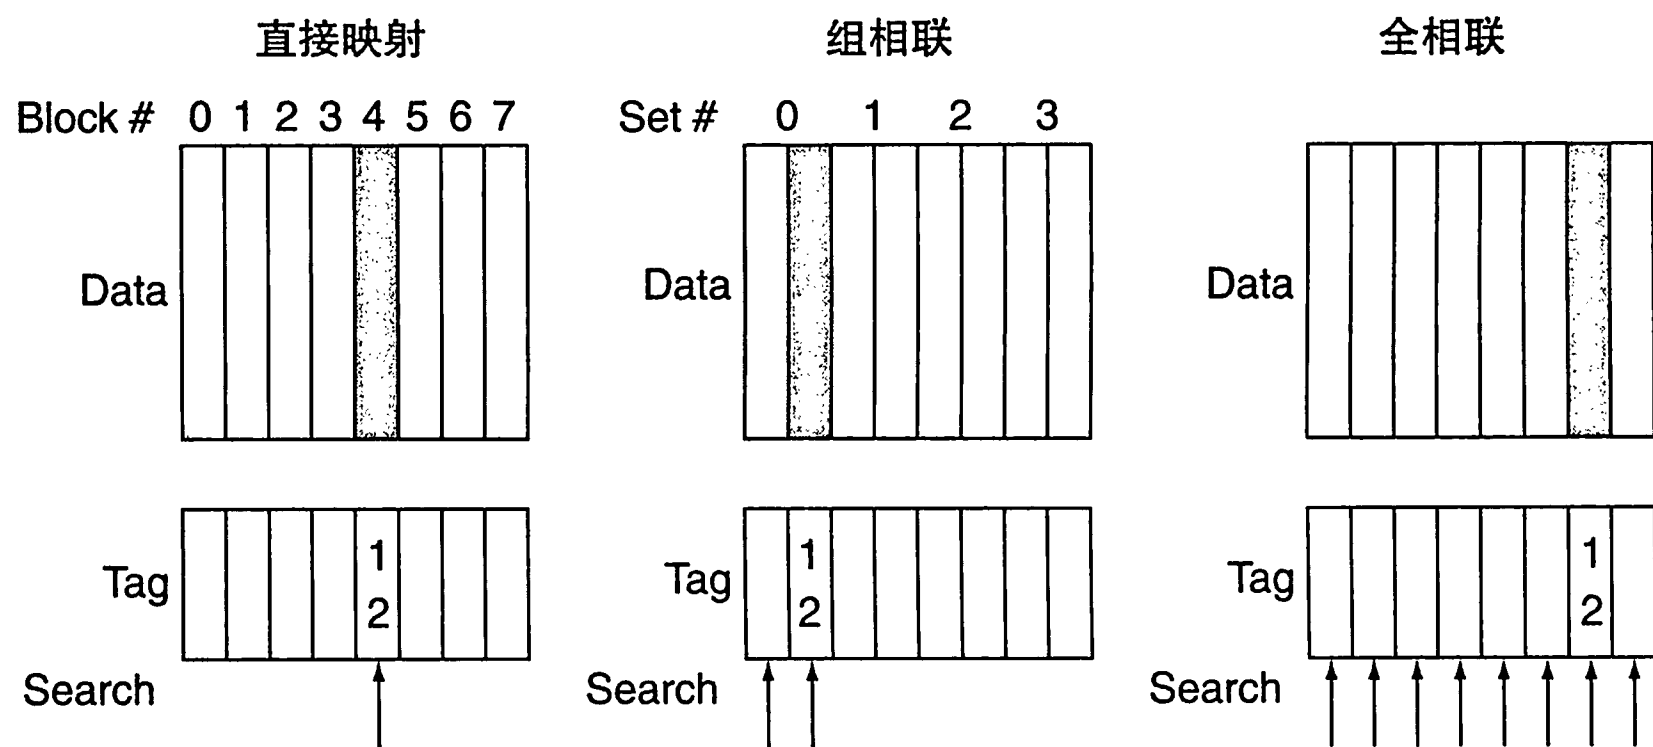 直接映射
组相联
全相联
Block # 0 1 2 3 4 5 6 7
Set # 0 1 2 3
Data
Data
Data
Tag
1
2
Tag
1
2
Tag
1
2
Search
Search
Search